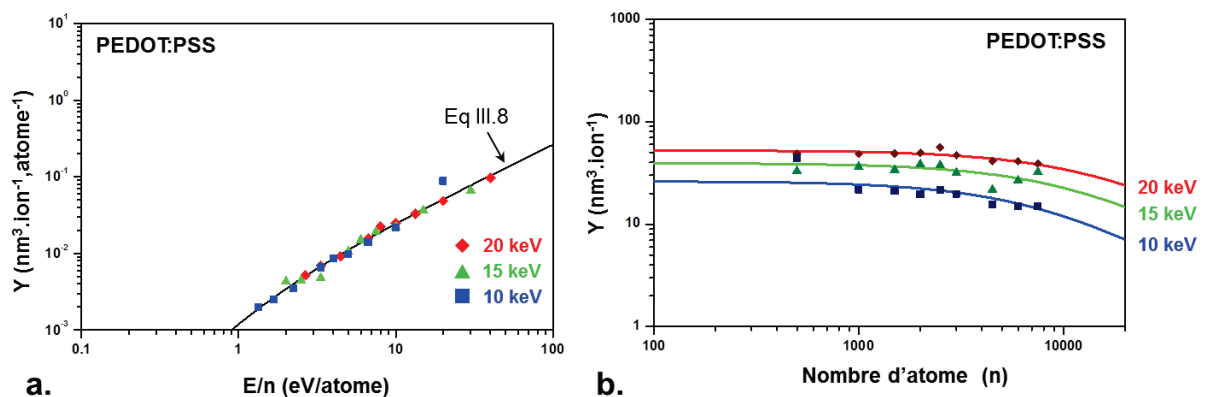 PEDOT:PSS
Eq III.8
20 keV
15 keV
10 keV
Y (nm³.ion⁻¹,atome⁻¹)
10¹
10⁰
10⁻¹
10⁻²
10⁻³
0.1 1 10 100
E/n (eV/atome)
a.
PEDOT:PSS
Y (nm³.ion⁻¹)
1000
100
10
1
20 keV
15 keV
10 keV
100 1000 10000
Nombre d'atome (n)
b.